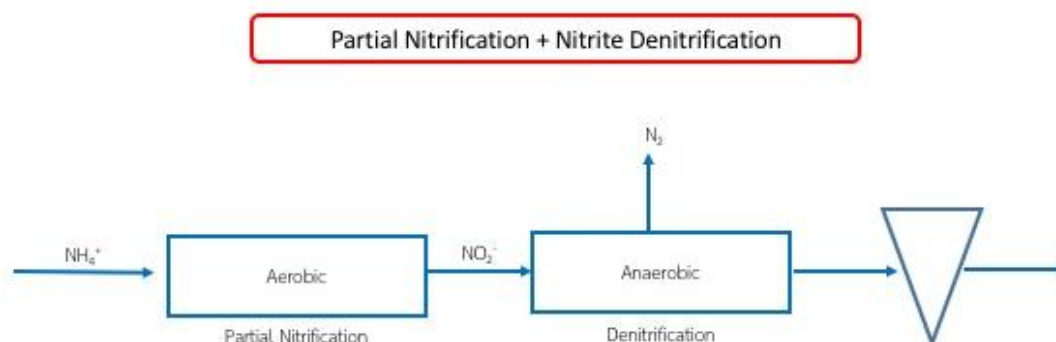 Partial Nitrification + Nitrite Denitrification
N₂
NH₄⁺
NO₂⁻
Aerobic
Anaerobic
Partial Nitrification
Denitrification